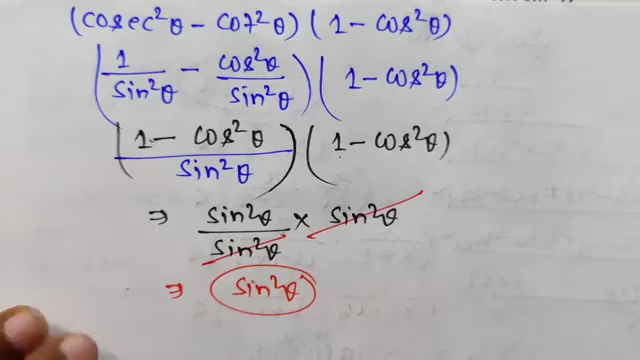 (cosec²θ - cot²θ) (1 - cos²θ)
(1/sin²θ - cos²θ/sin²θ) (1 - cos²θ)
(1 - cos²θ/sin²θ) (1 - cos²θ)
⇒ sin²θ/sin²θ × sin²θ
⇒ sin²θ